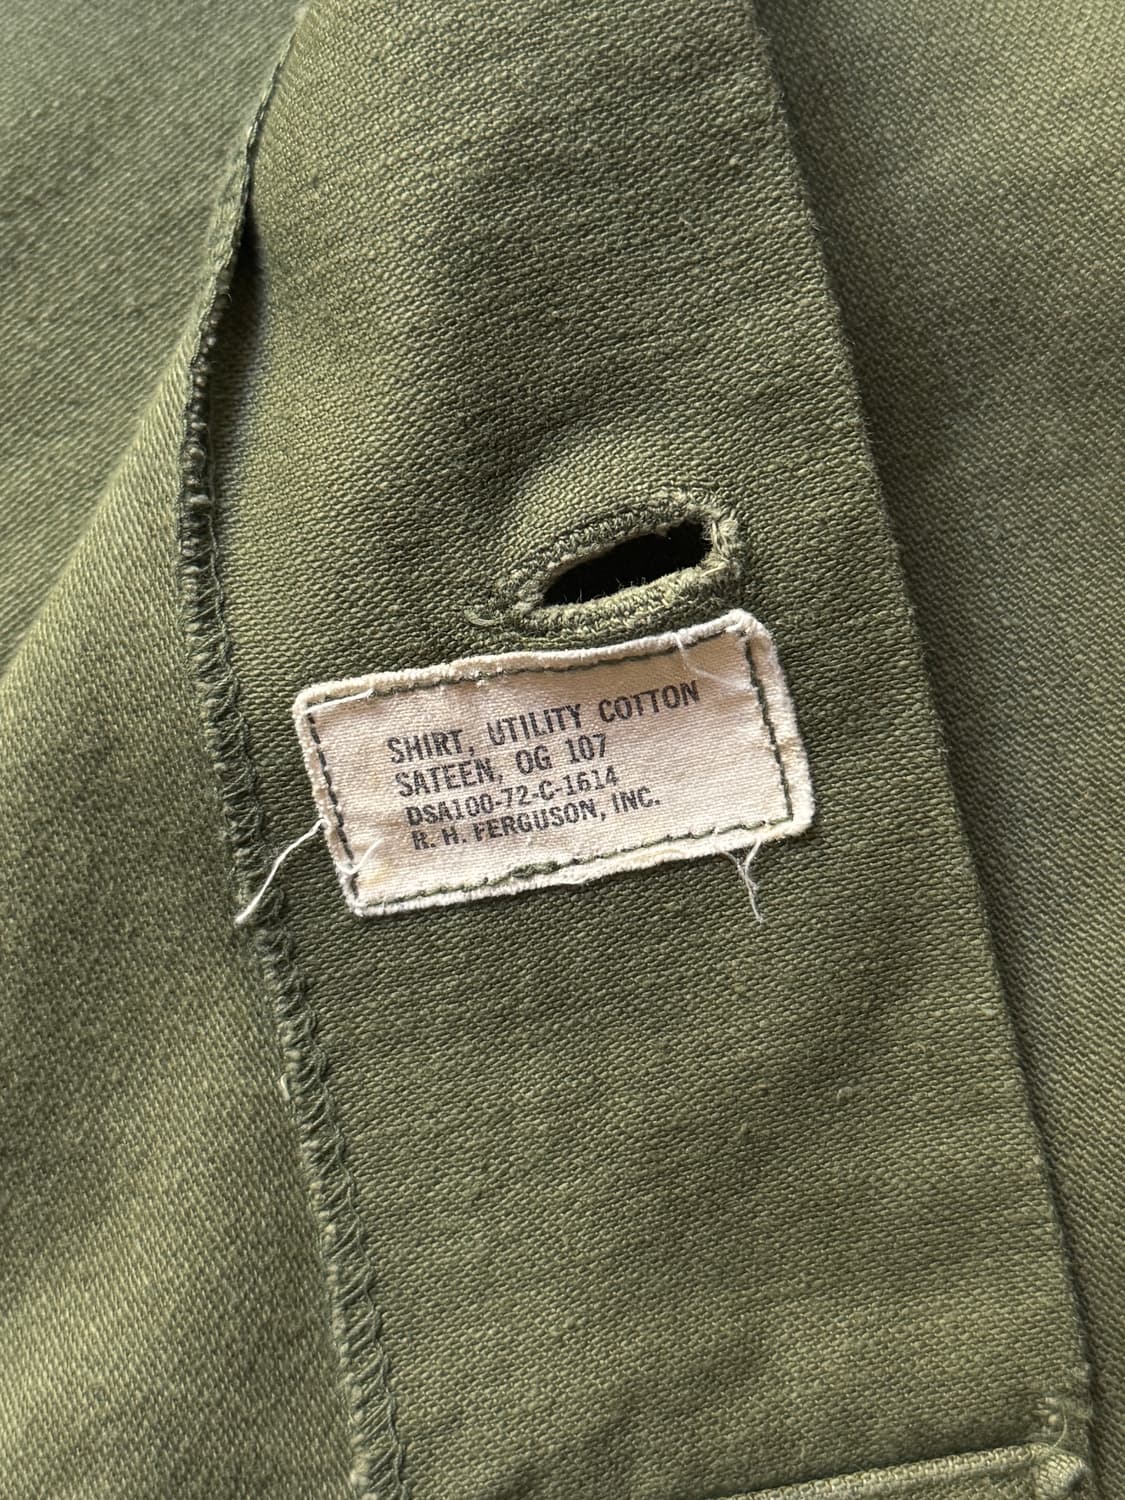 SHIRT, UTILITY COTTON
SATEEN, OG 107
DSA100-72-C-1614
R. H. FERGUSON, INC.